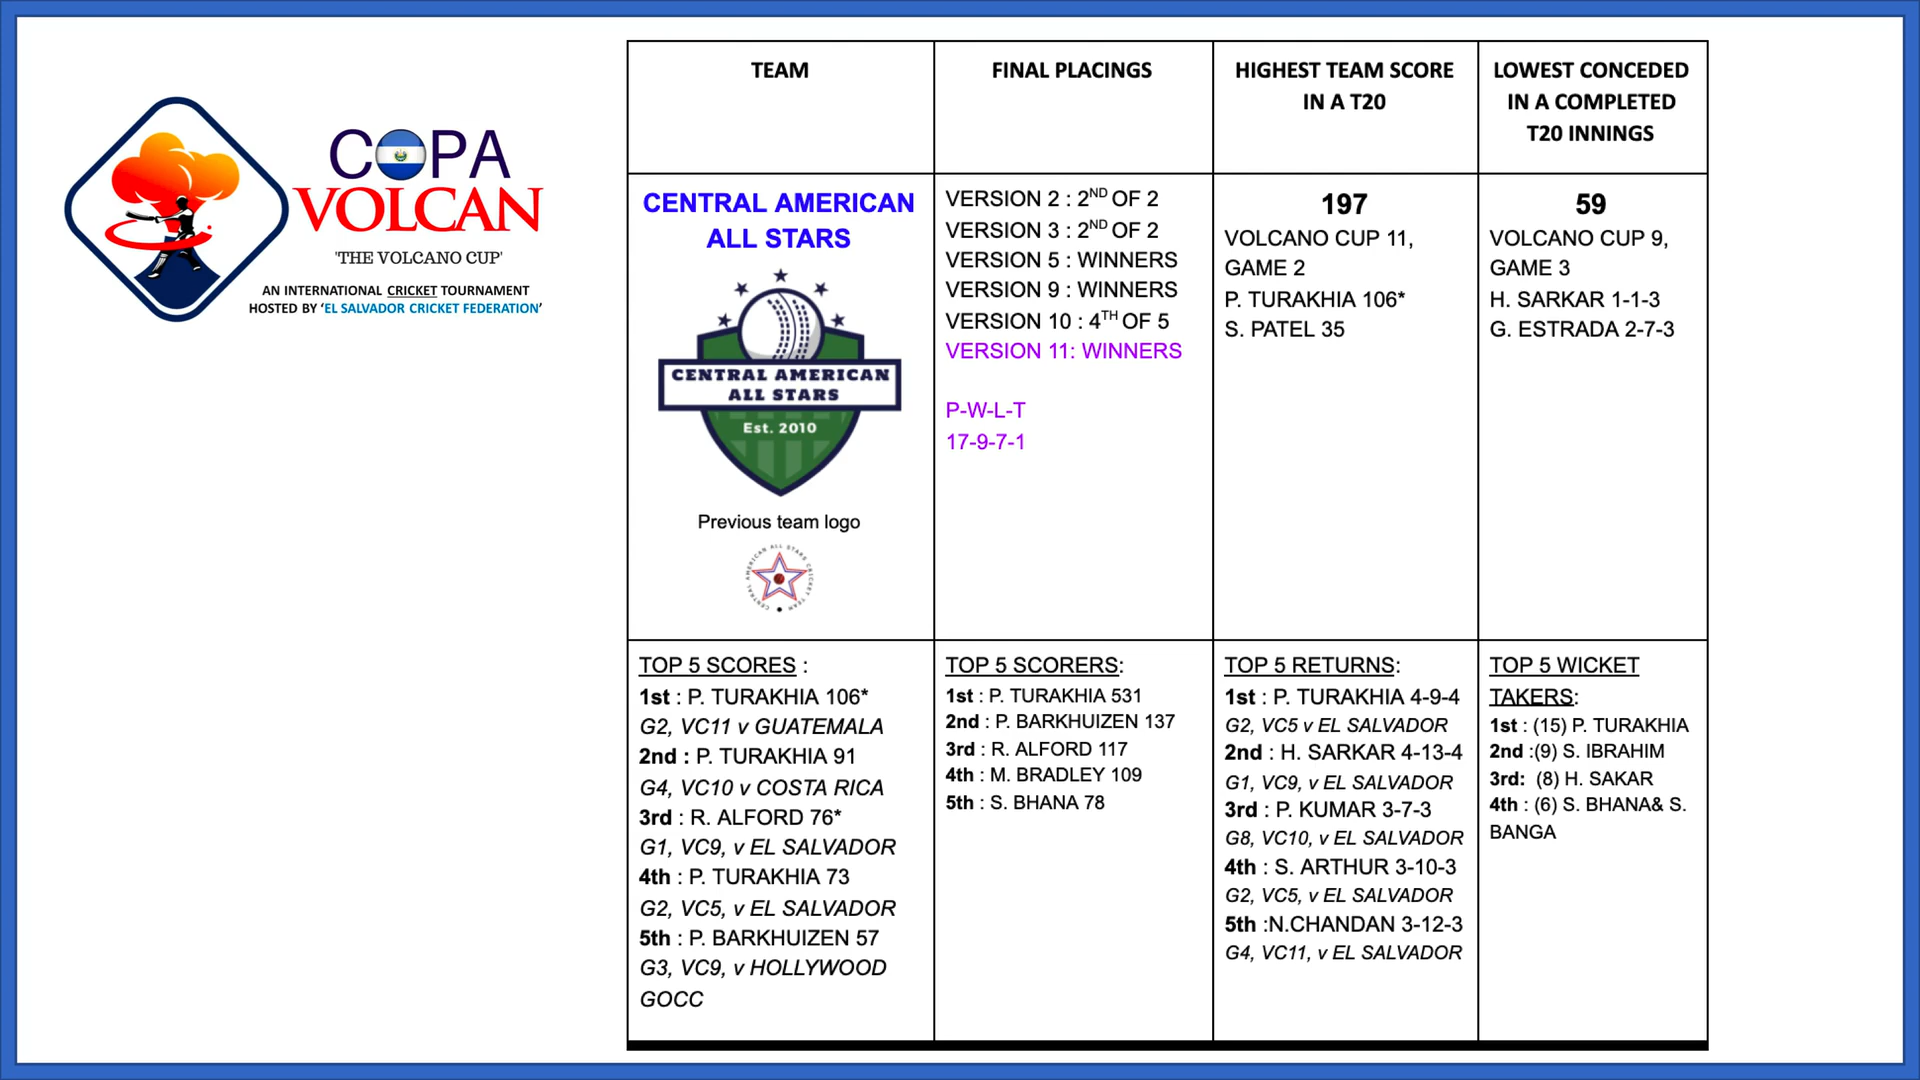 COPA
VOLCAN
'THE VOLCANO CUP'
AN INTERNATIONAL CRICKET TOURNAMENT
HOSTED BY ‘EL SALVADOR CRICKET FEDERATION’
TEAM
FINAL PLACINGS
HIGHEST TEAM SCORE
IN A T20
LOWEST CONCEDED
IN A COMPLETED
T20 INNINGS
CENTRAL AMERICAN
ALL STARS
CENTRAL AMERICAN
ALL STARS
Est. 2010
Previous team logo
CENTRAL AMERICAN ALL STARS CRICKET TEAM
VERSION 2 : 2ND OF 2
VERSION 3 : 2ND OF 2
VERSION 5 : WINNERS
VERSION 9 : WINNERS
VERSION 10 : 4TH OF 5
VERSION 11: WINNERS
P-W-L-T
17-9-7-1
197
VOLCANO CUP 11,
GAME 2
P. TURAKHIA 106*
S. PATEL 35
59
VOLCANO CUP 9,
GAME 3
H. SARKAR 1-1-3
G. ESTRADA 2-7-3
TOP 5 SCORES :
1st : P. TURAKHIA 106*
G2, VC11 v GUATEMALA
2nd : P. TURAKHIA 91
G4, VC10 v COSTA RICA
3rd : R. ALFORD 76*
G1, VC9, v EL SALVADOR
4th : P. TURAKHIA 73
G2, VC5, v EL SALVADOR
5th : P. BARKHUIZEN 57
G3, VC9, v HOLLYWOOD
GOCC
TOP 5 SCORERS:
1st : P. TURAKHIA 531
2nd : P. BARKHUIZEN 137
3rd : R. ALFORD 117
4th : M. BRADLEY 109
5th : S. BHANA 78
TOP 5 RETURNS:
1st : P. TURAKHIA 4-9-4
G2, VC5 v EL SALVADOR
2nd : H. SARKAR 4-13-4
G1, VC9, v EL SALVADOR
3rd : P. KUMAR 3-7-3
G8, VC10, v EL SALVADOR
4th : S. ARTHUR 3-10-3
G2, VC5, v EL SALVADOR
5th :N.CHANDAN 3-12-3
G4, VC11, v EL SALVADOR
TOP 5 WICKET
TAKERS:
1st : (15) P. TURAKHIA
2nd :(9) S. IBRAHIM
3rd:  (8) H. SAKAR
4th : (6) S. BHANA& S.
BANGA